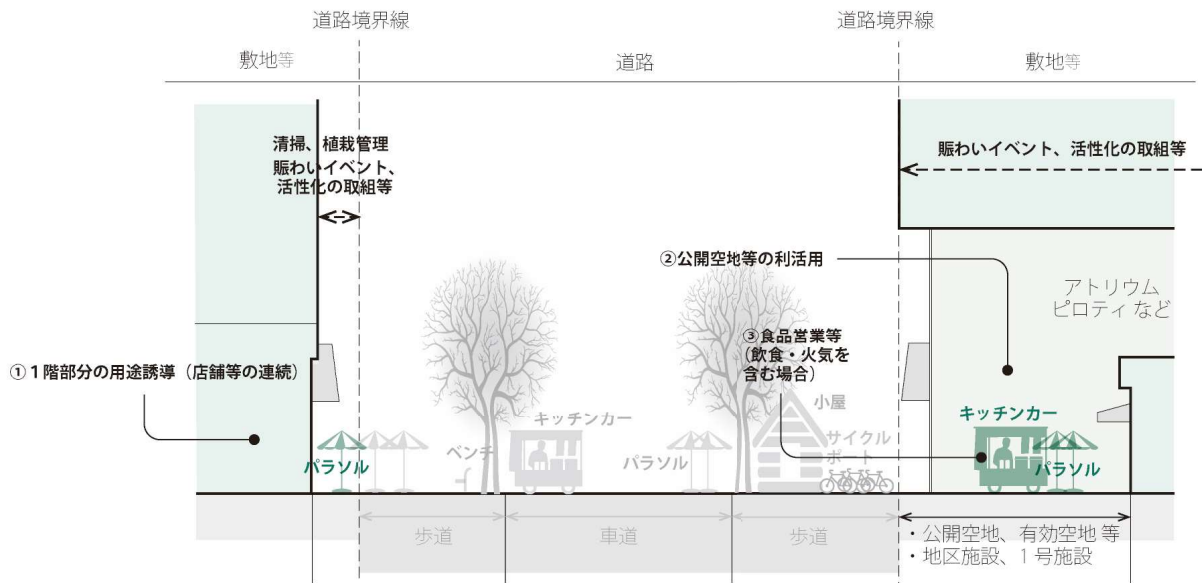 道路境界線
道路境界線
敷地等
道路
敷地等
清掃、植栽管理
賑わいイベント、
活性化の取組等
賑わいイベント、活性化の取組等
②公開空地等の利活用
アトリウム
ピロティ など
③食品営業等
(飲食・火気を
含む場合)
①1階部分の用途誘導（店舗等の連続）
小屋
キッチンカー
キッチンカー
サイクル
ポート
パラソル
ベンチ
パラソル
パラソル
歩道
車道
歩道
・公開空地、有効空地 等
・地区施設、1号施設